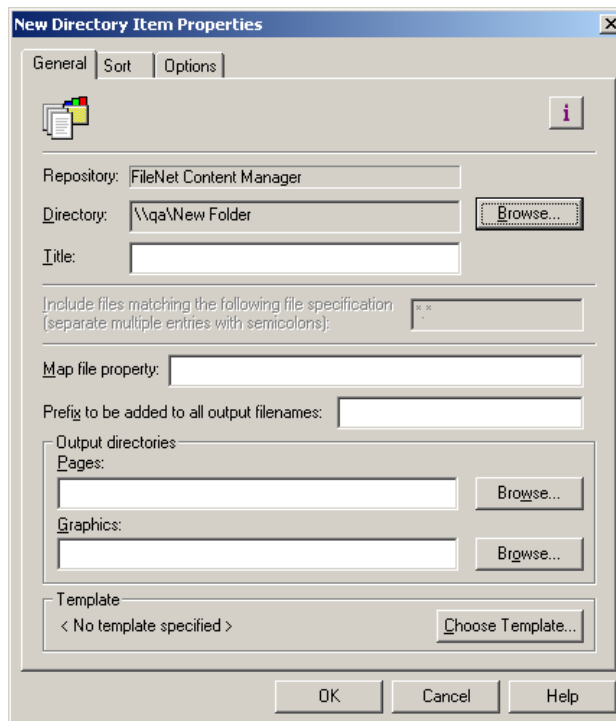 New Directory Item Properties
General Sort Options
i
Repository: FileNet Content Manager
Directory: \\qa\New Folder Browse...
Title:
Include files matching the following file specification
(separate multiple entries with semicolons): *.*
Map file property:
Prefix to be added to all output filenames:
Output directories
Pages:
Browse...
Graphics:
Browse...
Template
< No template specified > Choose Template...
OK Cancel Help